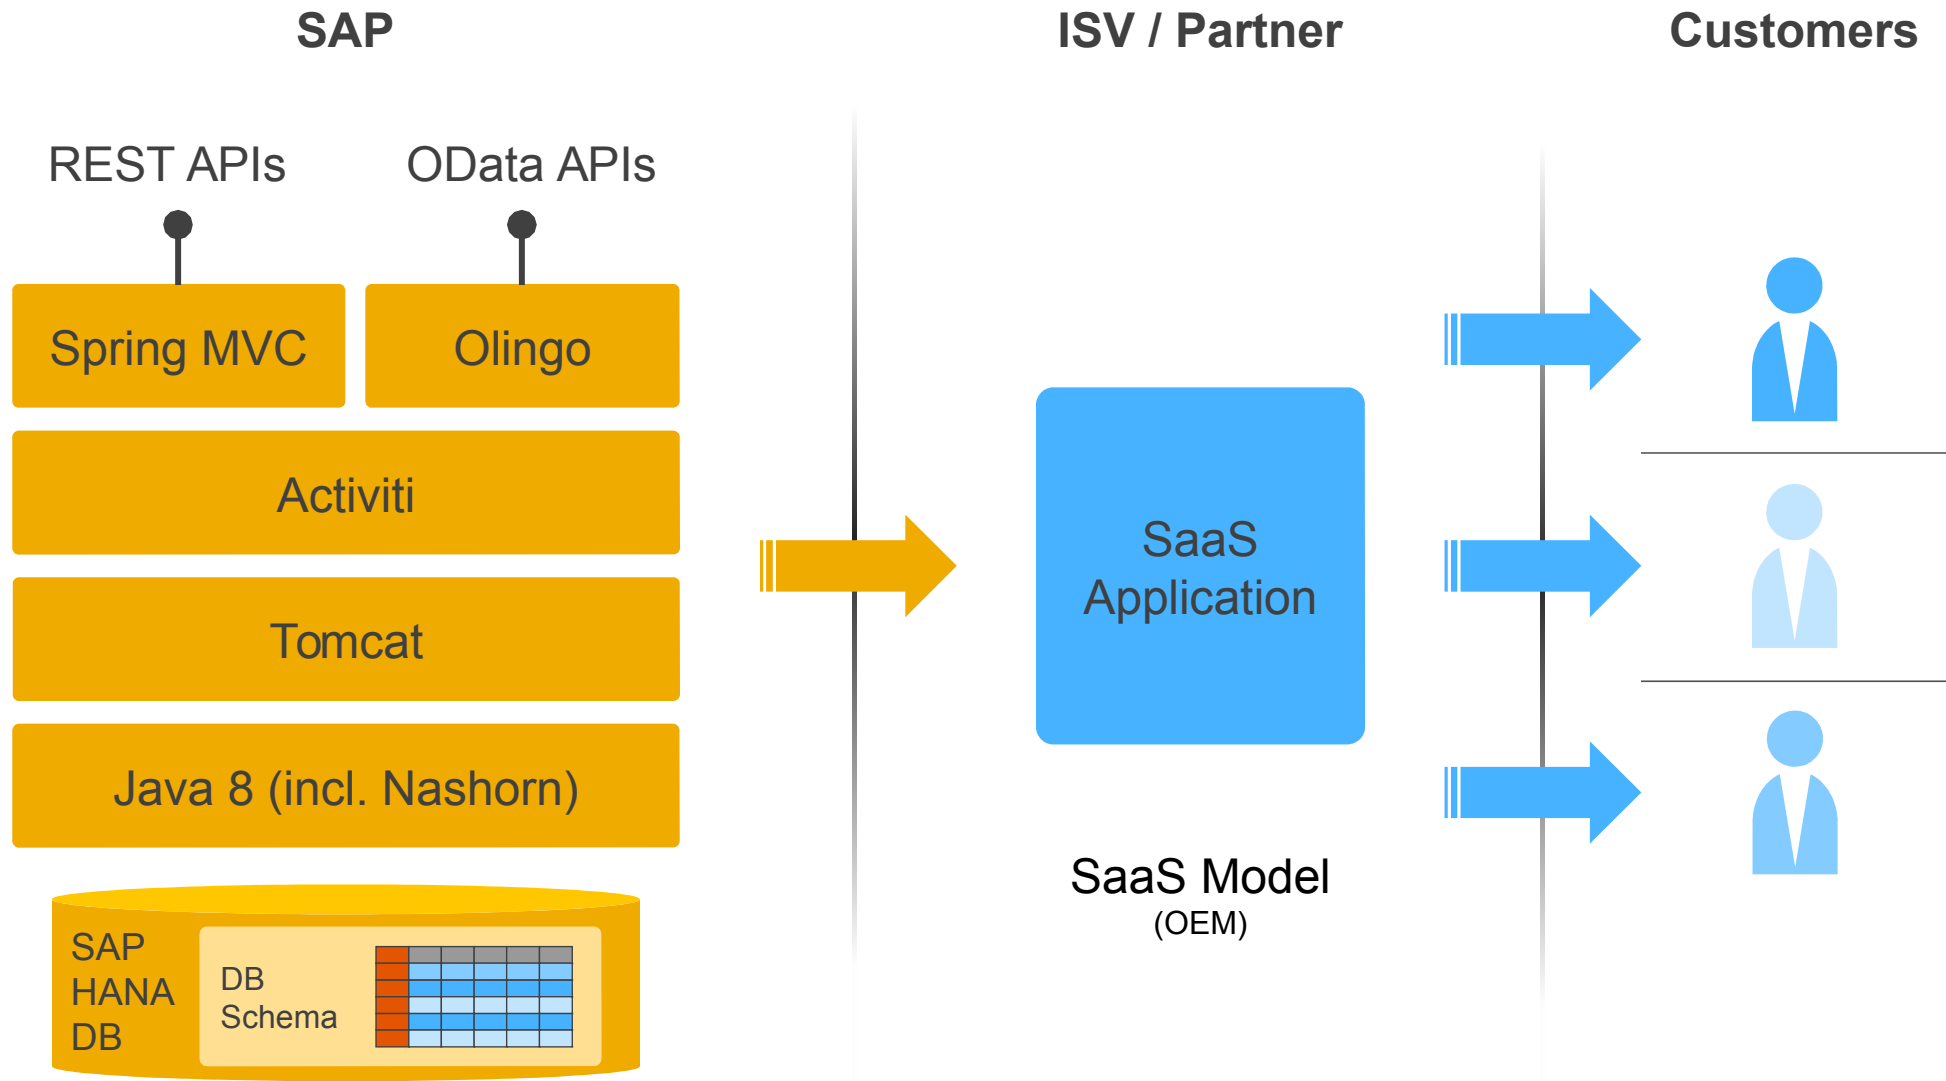 SAP
ISV / Partner
Customers
REST APIs
OData APIs
Spring MVC
Olingo
Activiti
Tomcat
Java 8 (incl. Nashorn)
SAP
HANA
DB
DB
Schema
SaaS
Application
SaaS Model
(OEM)